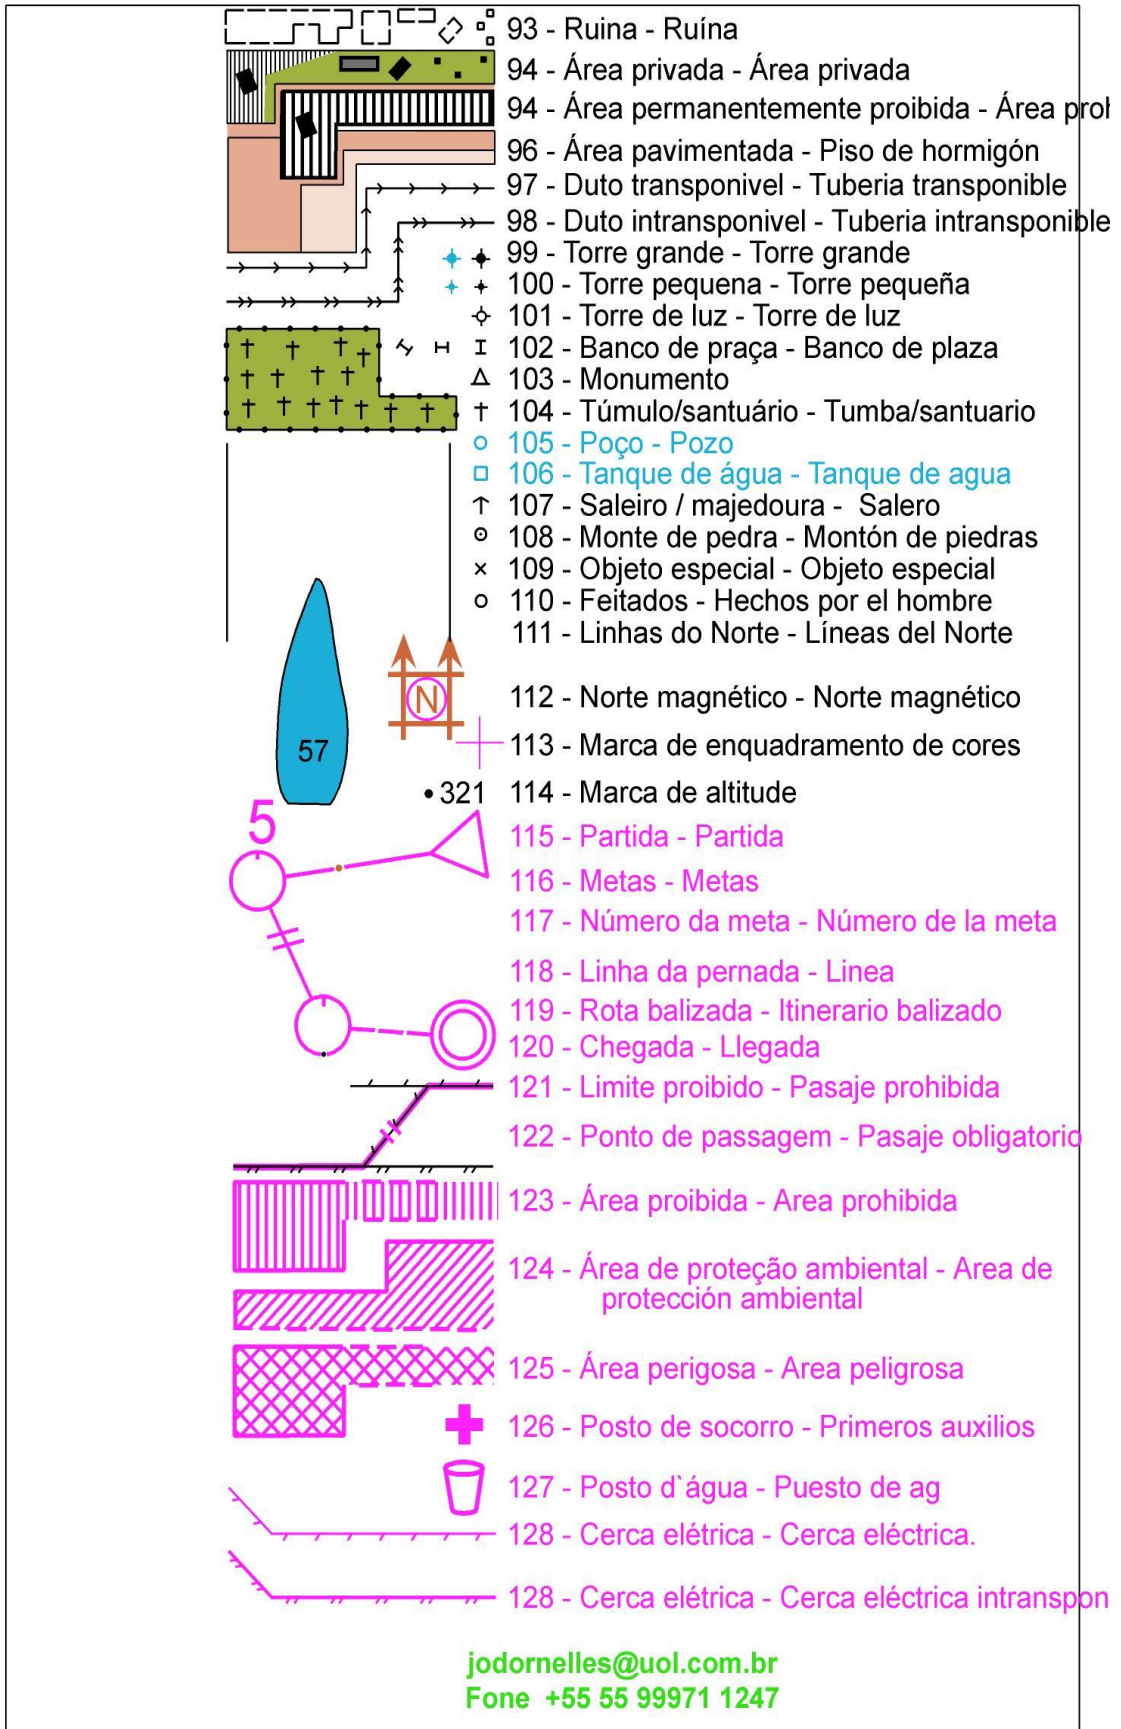 93 - Ruina - Ruína
94 - Área privada - Área privada
94 - Área permanentemente proibida - Área
96 - Área pavimentada - Piso de hormigón
97 - Duto transponivel - Tuberia transponible
98 - Duto intransponivel - Tuberia intransponible
99 - Torre grande - Torre grande
100 - Torre pequena - Torre pequeña
101 - Torre de luz - Torre de luz
102 - Banco de praça - Banco de plaza
103 - Monumento
104 - Túmulo/santuário - Tumba/santuario
105 - Poço - Pozo
106 - Tanque de água - Tanque de agua
107 - Saleiro / majedoura - Salero
108 - Monte de pedra - Montón de piedras
109 - Objeto especial - Objeto especial
110 - Feitados - Hechos por el hombre
111 - Linhas do Norte - Líneas del Norte
N 112 - Norte magnético - Norte magnético
57 113 - Marca de enquadramento de cores
321 114 - Marca de altitude
5
115 - Partida - Partida
116 - Metas - Metas
117 - Número da meta - Número de la meta
118 - Linha da pernada - Linea
119 - Rota balizada - Itinerario balizado
120 - Chegada - Llegada
121 - Limite proibido - Pasaje prohibida
122 - Ponto de passagem - Pasaje obligatorio
123 - Área proibida - Area prohibida
124 - Área de proteção ambiental - Area de
protección ambiental
125 - Área perigosa - Area peligrosa
126 - Posto de socorro - Primeros auxilios
127 - Posto d`água - Puesto de ag
128 - Cerca elétrica - Cerca eléctrica.
128 - Cerca elétrica - Cerca eléctrica intranspon
jodornelles@uol.com.br
Fone +55 55 99971 1247